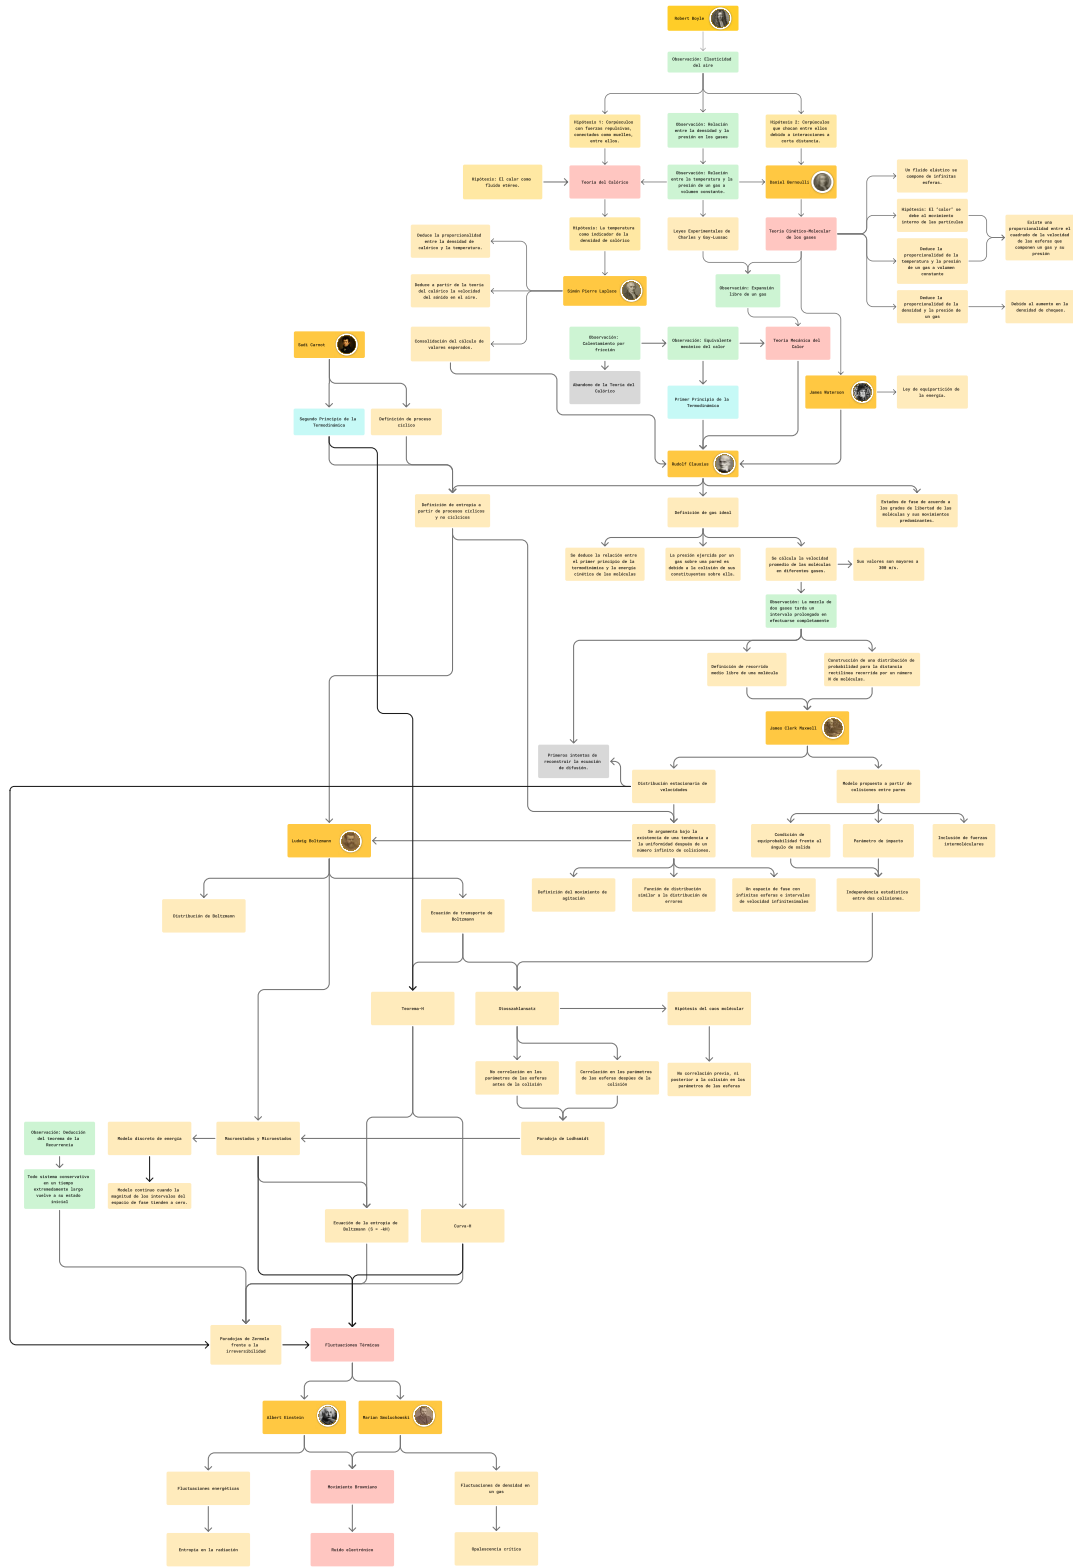 Robert Boyle
Observación: Elasticidad
del aire
Hipótesis 1: Corpúsculos
con fuerzas repulsivas,
conectados como muelles,
entre ellos.
Observación: Relación
entre la densidad y la
presión en los gases
Hipótesis 2: Corpúsculos
que chocan entre ellos
debido a interacciones a
corta distancia.
Hipótesis: El calor como
fluido etéreo.
Teoría del Calórico
Observación: Relación
entre la temperatura y la
presión de un gas a
volumen constante.
Daniel Bernoulli
Un fluido elástico se
compone de infinitas
esferas.
Hipótesis: El "calor" se
debe al movimiento
interno de las partículas
Existe una
proporcionalidad entre el
cuadrado de la velocidad
de las esferas que
componen un gas y su
presión
Deduce la proporcionalidad
entre la densidad de
calórico y la temperatura.
Hipótesis: La temperatura
como indicador de la
densidad de calórico
Leyes Experimentales de
Charles y Gay-Lussac
Teoría Cinético-Molecular
de los gases
Deduce la
proporcionalidad de la
temperatura y la presión
de un gas a volumen
constante
Deduce a partir de la teoría
del calórico la velocidad
del sonido en el aire.
Simón Pierre Laplace
Observación: Expansión
libre de un gas
Deduce la
proporcionalidad de la
densidad y la presión de
un gas
Debido al aumento en la
densidad de choques.
Sadi Carnot
Consolidación del cálculo de
valores esperados.
Observación:
Calentamiento por
fricción
Observación: Equivalente
mecánico del calor
Teoría Mecánica del
Calor
Abandono de la Teoría del
Calórico
Primer Principio de la
Termodinámica
James Waterson
Ley de equipartición de
la energía.
Segundo Principio de la
Termodinámica
Definición de proceso
cíclico
Rudolf Clausius
Definición de entropía a
partir de procesos cíclicos
y no ciclcicos
Definición de gas ideal
Estados de fase de acuerdo a
los grados de libertad de las
moléculas y sus movimientos
predominantes.
Se deduce la relación entre
el primer principio de la
termodinámica y la energía
cinética de las moléculas
La presión ejercida por un
gas sobre una pared es
debido a la colisión de sus
constituyentes sobre ella.
Se cálcula la velocidad
promedio de las moléculas
en diferentes gases.
Sus valores son mayores a
300 m/s.
Observación: La mezcla de
dos gases tarda un
intervalo prolongado en
efectuarse completamente
Definición de recorrido
medio libre de una molécula
Construcción de una distribución de
probabilidad para la distancia
rectilínea recorrida por un número
N de moléculas.
James Clerk Maxwell
Primeros intentos de
reconstruir la ecuación
de difusión.
Distribución estacionaria de
velocidades
Modelo propuesto a partir de
colisiones entre pares
Ludwig Boltzmann
Se argumenta bajo la
existencia de una tendencia a
la uniformidad después de un
número infinito de colisiones.
Condición de
equiprobabilidad frente al
ángulo de salida
Parámetro de impacto
Inclusión de fuerzas
intermoléculares
Distribución de Boltzmann
Ecuación de transporte de
Boltzmann
Definición del movimiento de
agitación
Función de distribución
similar a la distribución de
errores
Un espacio de fase con
infinitas esferas e intervalos
de velocidad infinitesimales
Independencia estadística
entre dos colisiones.
Teorema-H
Stosszahlansatz
Hipótesis del caos molécular
No correlación en los
parámetros de las esferas
antes de la colisión
Correlación en los parámetros
de las esferas despúes de la
colisión
No correlación previa, ni
posterior a la colisión en los
parámetros de las esferas
Observación: Deducción
del teorema de la
Recurrencia
Modelo discreto de energía
Macroestados y Microestados
Paradoja de Lodhsmidt
Todo sistema conservativo
en un tiempo
extremadamente largo
vuelve a su estado
inicial
Modelo continuo cuando la
magnitud de los intervalos del
espacio de fase tienden a cero.
Ecuación de la entropía de
Boltzmann (S = -kH)
Curva-H
Paradojas de Zermelo
frente a la
irreversibilidad
Fluctuaciones Térmicas
Albert Einstein
Marian Smoluchowski
Fluctuaciones energéticas
Movimiento Browniano
Fluctuaciones de densidad en
un gas
Entropía en la radiación
Ruido electrónico
Opalescencia crítica